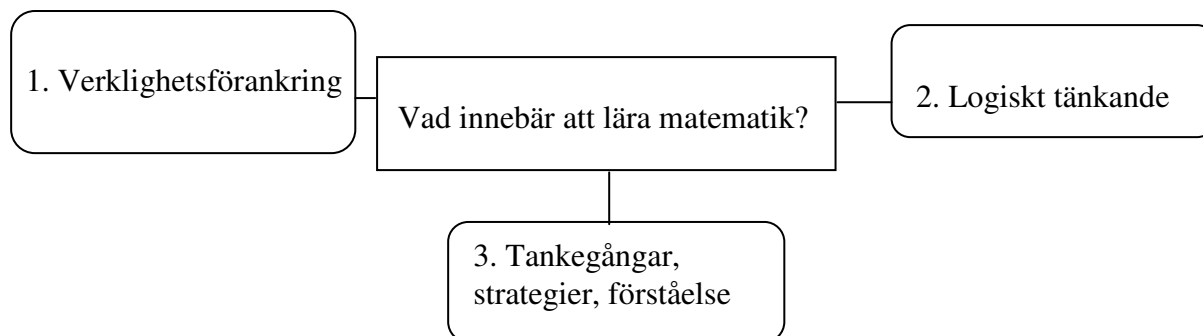 1. Verklighetsförankring
Vad innebär att lära matematik?
2. Logiskt tänkande
3. Tankegångar,
strategier, förståelse